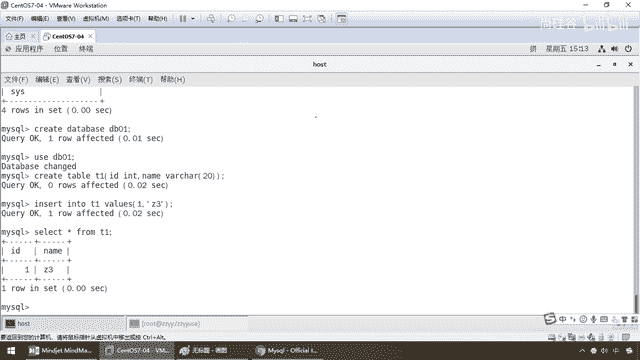 CentOS7-04 - VMware Workstation
文件(F) 编辑(E) 查看(V) 虚拟机(M) 选项卡(T) 帮助(H)
主页 CentOS7-04
应用程序 位置 终端 拼 星期五 15:13
host
文件(F) 编辑(E) 查看(V) 搜索(S) 终端(T) 帮助(H)
| sys |
+--------------------+
4 rows in set (0.00 sec)
mysql> create database db01;
Query OK, 1 row affected (0.01 sec)
mysql> use db01;
Database changed
mysql> create table t1(id int,name varchar(20));
Query OK, 0 rows affected (0.02 sec)
mysql> insert into t1 values(1,'z3');
Query OK, 1 row affected (0.02 sec)
mysql> select * from t1;
+------+------+
| id | name |
+------+------+
| 1 | z3 |
+------+------+
1 row in set (0.00 sec)
mysql>
host [root@zzyy:/zzyyuse]
要返回到您的计算机，请将鼠标指针从虚拟机中移出或按 Ctrl+Alt。
Mindjet MindMa... CentOS7-04 - VM... 无标题 - 画图 Mysql - Official I...